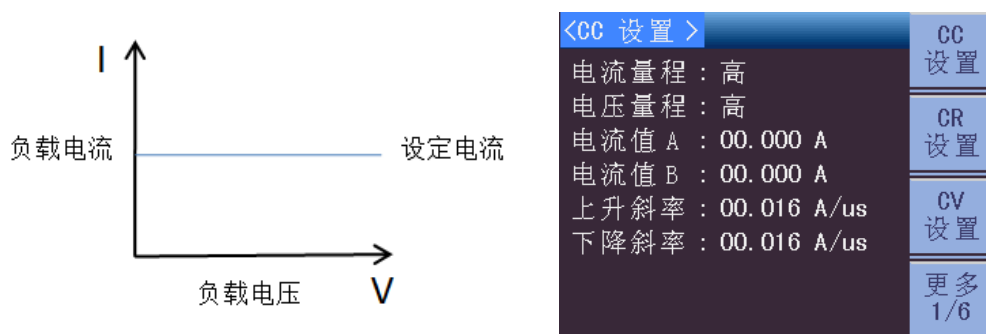 I
负载电流
设定电流
负载电压
V
<CC 设置 >
电流量程 : 高
电压量程 : 高
电流值 A : 00.000 A
电流值 B : 00.000 A
上升斜率 : 00.016 A/us
下降斜率 : 00.016 A/us
CC
设置
CR
设置
CV
设置
更多
1/6